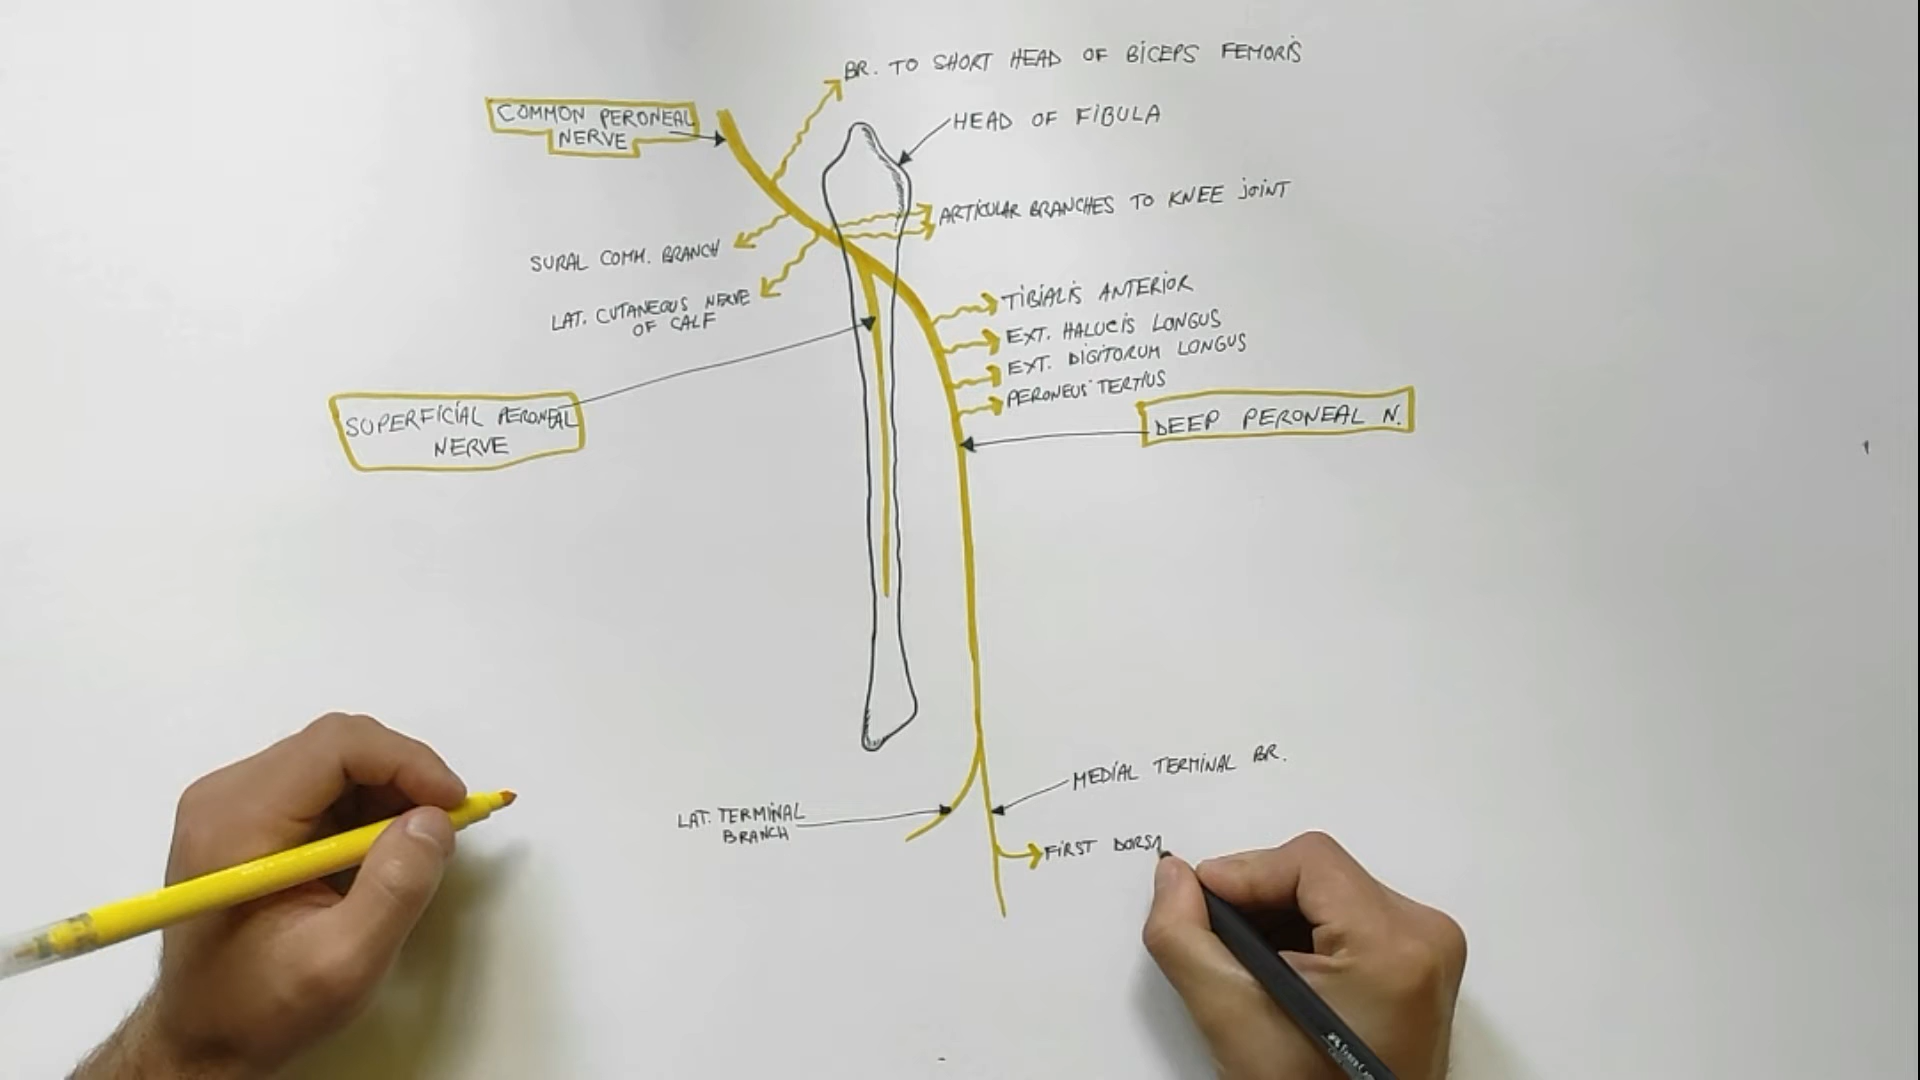 BR. TO SHORT HEAD OF BICEPS FEMORIS
COMMON PERONEAL
NERVE
HEAD OF FIBULA
ARTICULAR BRANCHES TO KNEE JOINT
SURAL COMM. BRANCH
LAT. CUTANEOUS NERVE
OF CALF
TIBIALIS ANTERIOR
EXT. HALUCIS LONGUS
EXT. DIGITORUM LONGUS
PERONEUS TERTIUS
SUPERFICIAL PERONEAL
NERVE
DEEP PERONEAL N.
MEDIAL TERMINAL BR.
LAT. TERMINAL
BRANCH
FIRST DORSA